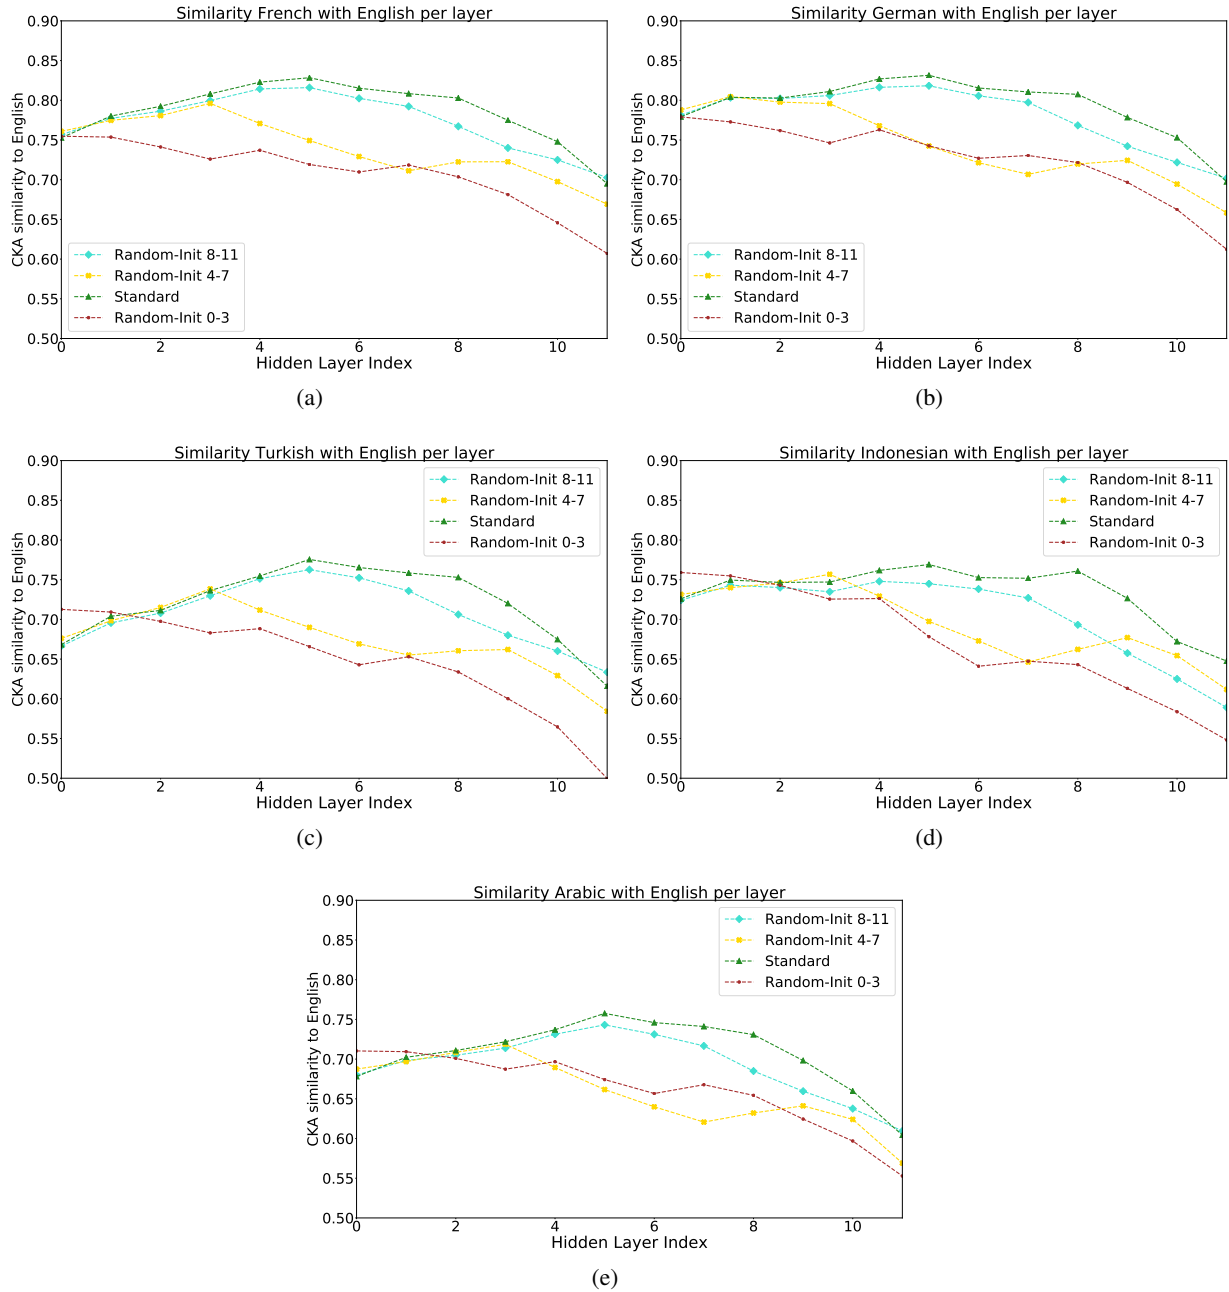 Similarity French with English per layer
CKA similarity to English
0.90
0.85
0.80
0.75
0.70
0.65
0.60
0.55
0.50
Random-Init 8-11
Random-Init 4-7
Standard
Random-Init 0-3
0 2 4 6 8 10
Hidden Layer Index
(a)
Similarity German with English per layer
CKA similarity to English
0.90
0.85
0.80
0.75
0.70
0.65
0.60
0.55
0.50
Random-Init 8-11
Random-Init 4-7
Standard
Random-Init 0-3
0 2 4 6 8 10
Hidden Layer Index
(b)
Similarity Turkish with English per layer
CKA similarity to English
0.90
0.85
0.80
0.75
0.70
0.65
0.60
0.55
0.50
Random-Init 8-11
Random-Init 4-7
Standard
Random-Init 0-3
0 2 4 6 8 10
Hidden Layer Index
(c)
Similarity Indonesian with English per layer
CKA similarity to English
0.90
0.85
0.80
0.75
0.70
0.65
0.60
0.55
0.50
Random-Init 8-11
Random-Init 4-7
Standard
Random-Init 0-3
0 2 4 6 8 10
Hidden Layer Index
(d)
Similarity Arabic with English per layer
CKA similarity to English
0.90
0.85
0.80
0.75
0.70
0.65
0.60
0.55
0.50
Random-Init 8-11
Random-Init 4-7
Standard
Random-Init 0-3
0 2 4 6 8 10
Hidden Layer Index
(e)